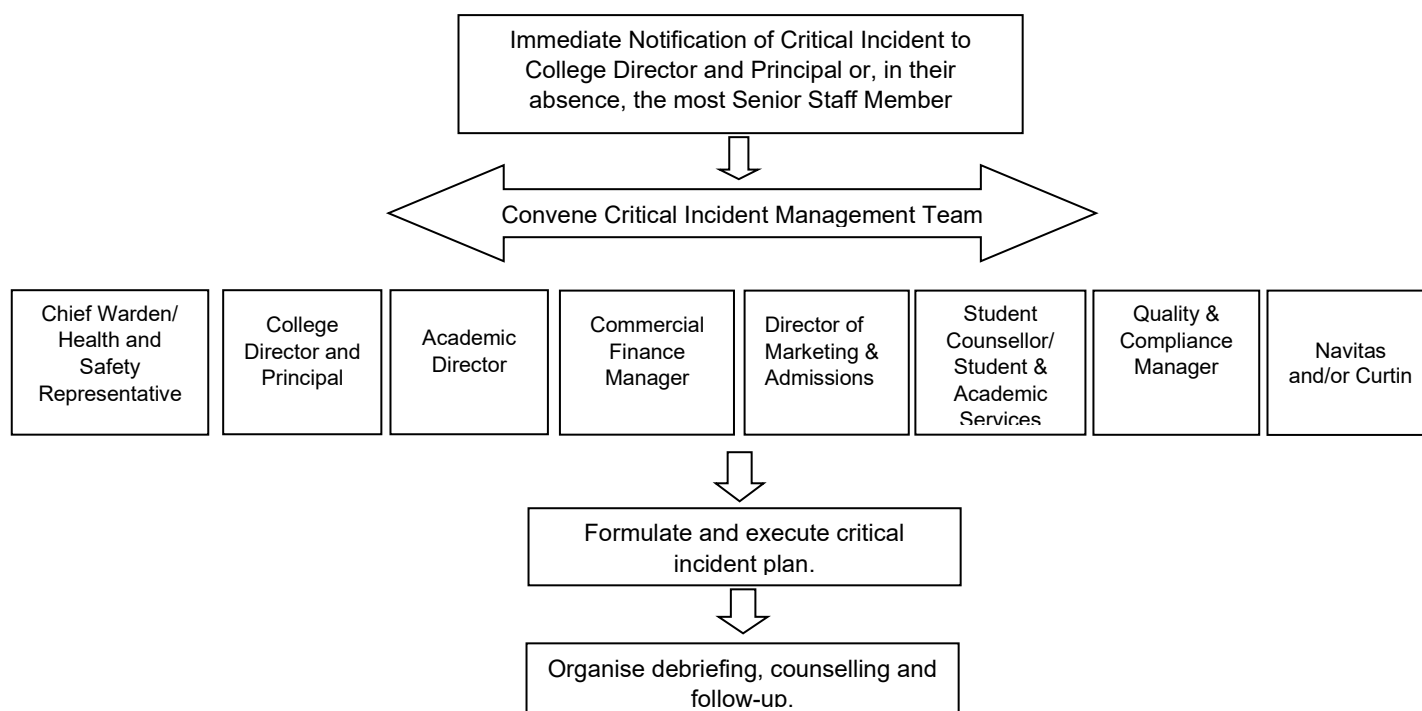 Immediate Notification of Critical Incident to
College Director and Principal or, in their
absence, the most Senior Staff Member
Convene Critical Incident Management Team
Chief Warden/
Health and
Safety
Representative
College
Director and
Principal
Academic
Director
Commercial
Finance
Manager
Director of
Marketing &
Admissions
Student
Counsellor/
Student &
Academic
Services
Quality &
Compliance
Manager
Navitas
and/or Curtin
Formulate and execute critical
incident plan.
Organise debriefing, counselling and
follow-up.